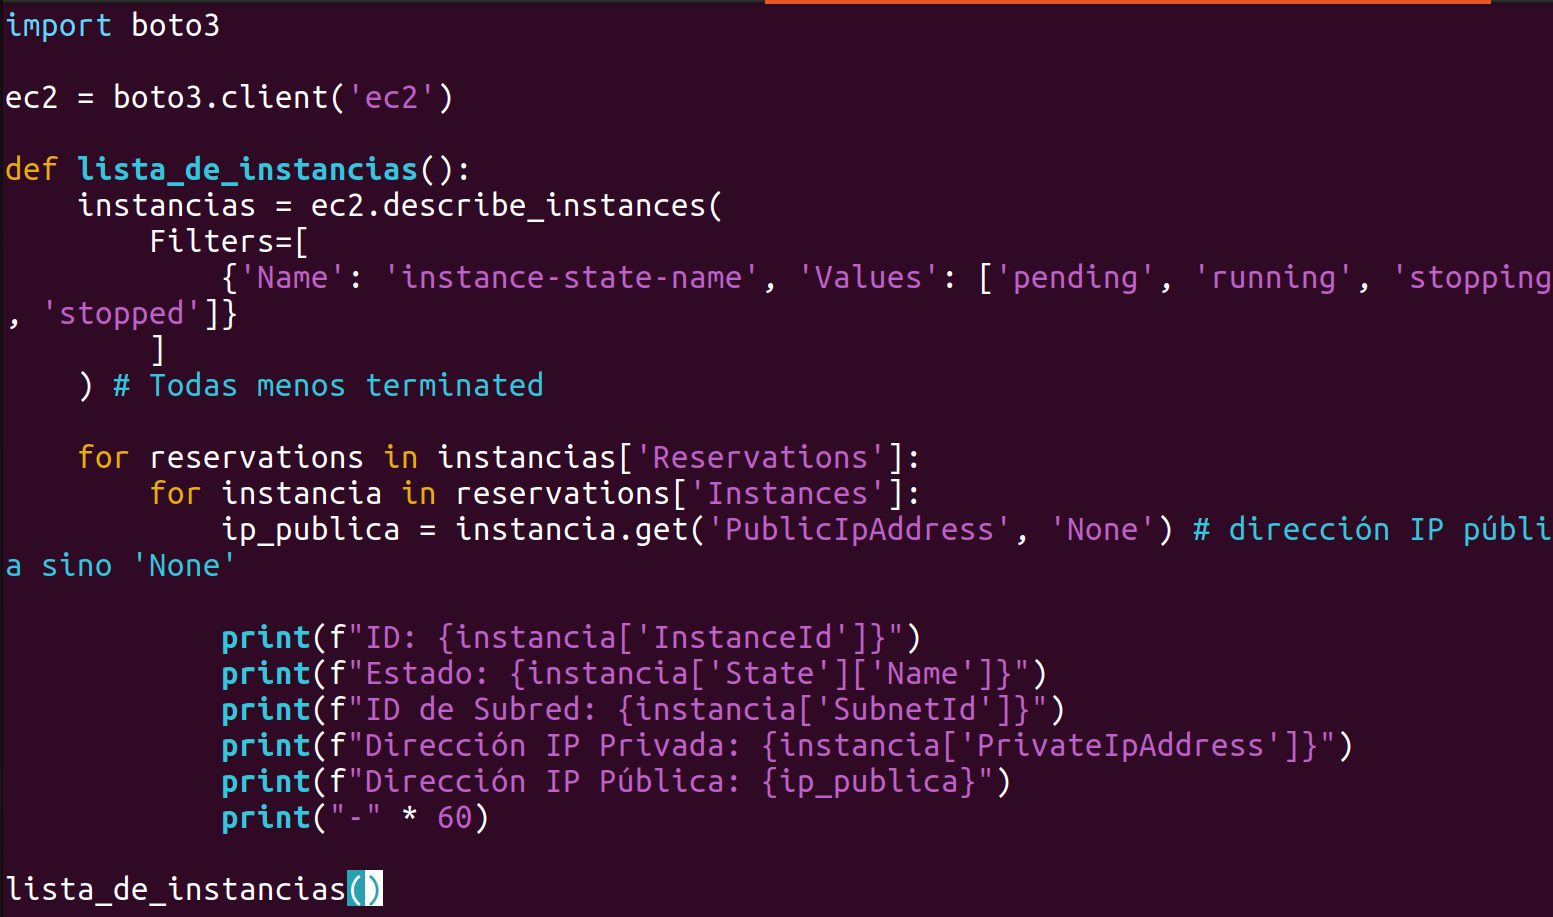 import boto3

ec2 = boto3.client('ec2')

def lista_de_instancias():
    instancias = ec2.describe_instances(
        Filters=[
            {'Name': 'instance-state-name', 'Values': ['pending', 'running', 'stopping
, 'stopped']}
        ]
    ) # Todas menos terminated

    for reservations in instancias['Reservations']:
        for instancia in reservations['Instances']:
            ip_publica = instancia.get('PublicIpAddress', 'None') # dirección IP públi
a sino 'None'

            print(f"ID: {instancia['InstanceId']}")
            print(f"Estado: {instancia['State']['Name']}")
            print(f"ID de Subred: {instancia['SubnetId']}")
            print(f"Dirección IP Privada: {instancia['PrivateIpAddress']}")
            print(f"Dirección IP Pública: {ip_publica}")
            print("-" * 60)

lista_de_instancias()